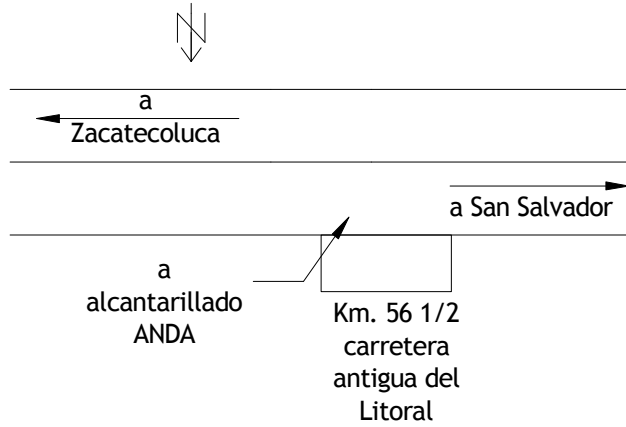 N
a
Zacatecoluca
a San Salvador
a
alcantarillado
ANDA
Km. 56 1/2
carretera
antigua del
Litoral